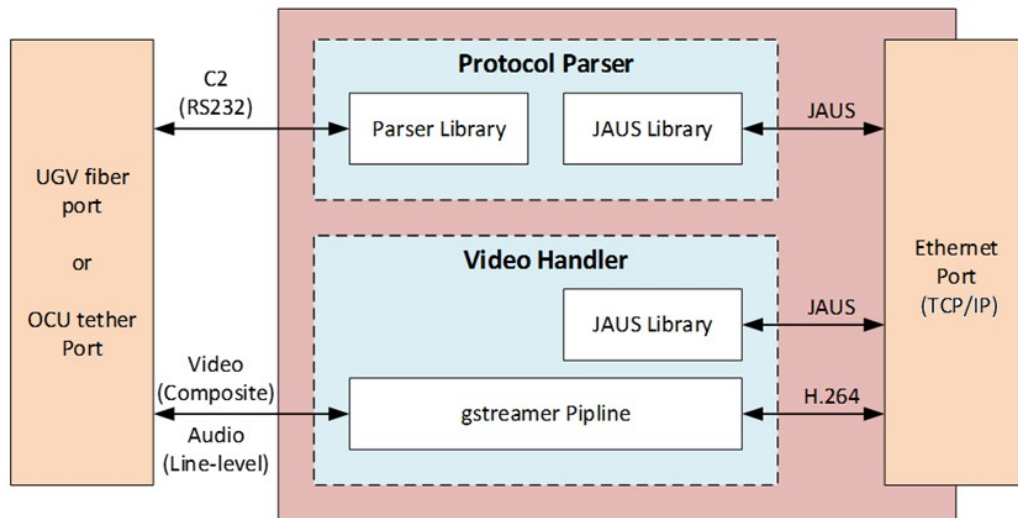 UGV fiber
port
or
OCU tether
Port
C2
(RS232)
Protocol Parser
Parser Library
JAUS Library
JAUS
Video Handler
JAUS Library
JAUS
Video
(Composite)
Audio
(Line-level)
gstreamer Pipline
H.264
Ethernet
Port
(TCP/IP)